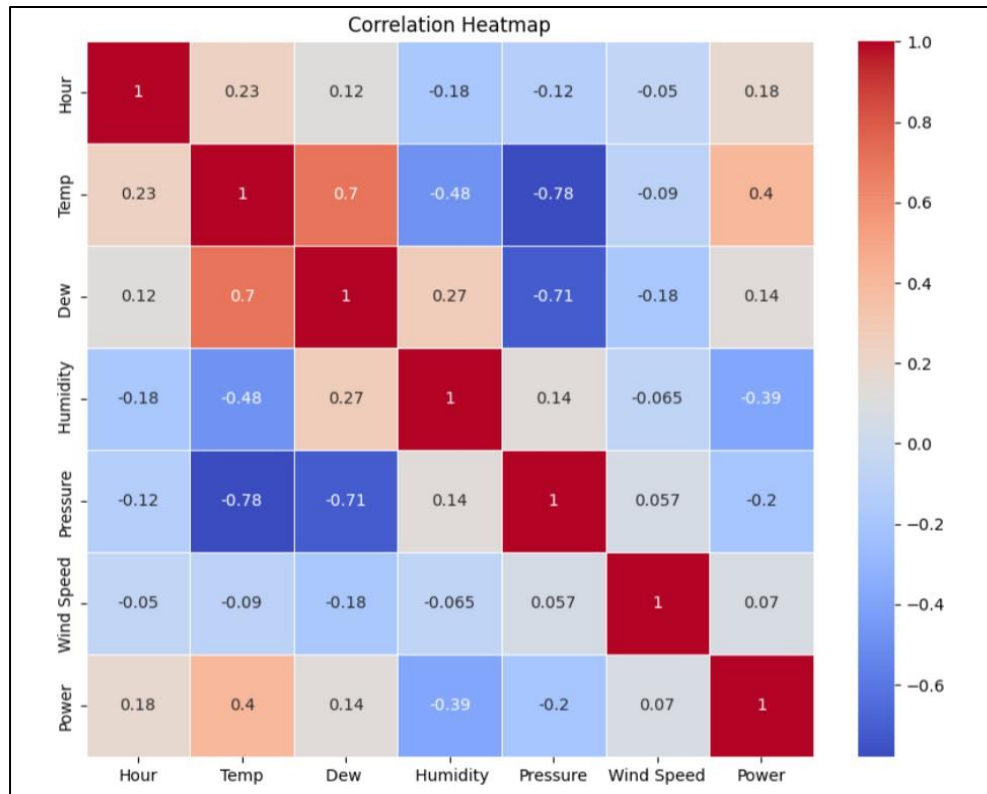 Correlation Heatmap
Hour 1 0.23 0.12 -0.18 -0.12 -0.05 0.18
Temp 0.23 1 0.7 -0.48 -0.78 -0.09 0.4
Dew 0.12 0.7 1 0.27 -0.71 -0.18 0.14
Humidity -0.18 -0.48 0.27 1 0.14 -0.065 -0.39
Pressure -0.12 -0.78 -0.71 0.14 1 0.057 -0.2
Wind Speed -0.05 -0.09 -0.18 -0.065 0.057 1 0.07
Power 0.18 0.4 0.14 -0.39 -0.2 0.07 1
Hour Temp Dew Humidity Pressure Wind Speed Power
1.0
0.8
0.6
0.4
0.2
0.0
−0.2
−0.4
−0.6